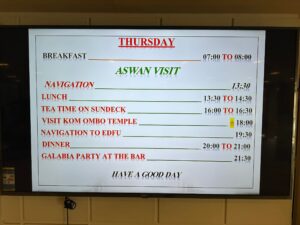 THURSDAY
BREAKFAST 07:00 TO 08:00
ASWAN VISIT
NAVIGATION 13:30
LUNCH 13:30 TO 14:30
TEA TIME ON SUNDECK 16:00 TO 16:30
VISIT KOM OMBO TEMPLE 18:00
NAVIGATION TO EDFU 19:30
DINNER 20:00 TO 21:00
GALABIA PARTY AT THE BAR 21:30
HAVE A GOOD DAY